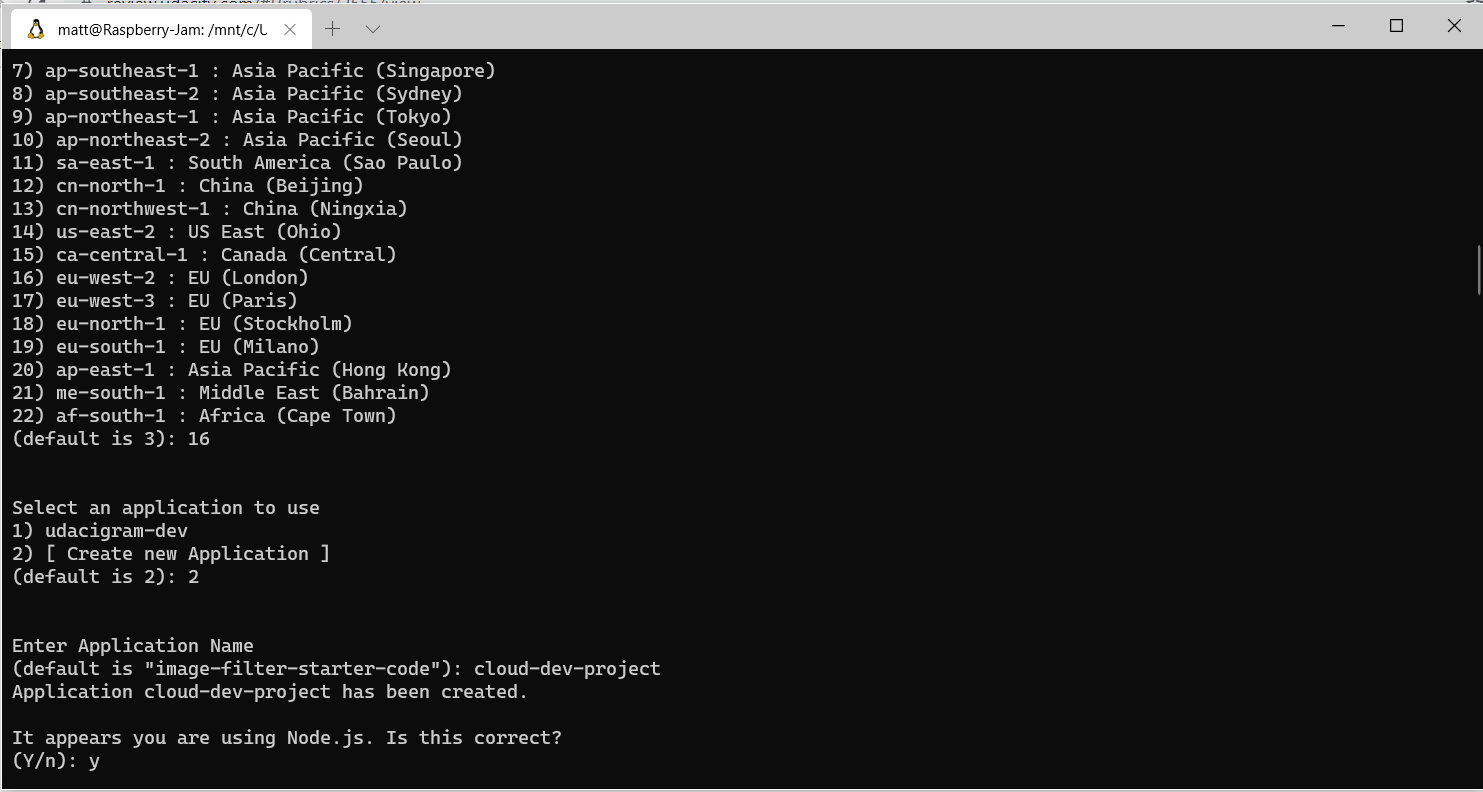 matt@Raspberry-Jam: /mnt/c/U
7) ap-southeast-1 : Asia Pacific (Singapore)
8) ap-southeast-2 : Asia Pacific (Sydney)
9) ap-northeast-1 : Asia Pacific (Tokyo)
10) ap-northeast-2 : Asia Pacific (Seoul)
11) sa-east-1 : South America (Sao Paulo)
12) cn-north-1 : China (Beijing)
13) cn-northwest-1 : China (Ningxia)
14) us-east-2 : US East (Ohio)
15) ca-central-1 : Canada (Central)
16) eu-west-2 : EU (London)
17) eu-west-3 : EU (Paris)
18) eu-north-1 : EU (Stockholm)
19) eu-south-1 : EU (Milano)
20) ap-east-1 : Asia Pacific (Hong Kong)
21) me-south-1 : Middle East (Bahrain)
22) af-south-1 : Africa (Cape Town)
(default is 3): 16
Select an application to use
1) udacigram-dev
2) [ Create new Application ]
(default is 2): 2
Enter Application Name
(default is "image-filter-starter-code"): cloud-dev-project
Application cloud-dev-project has been created.
It appears you are using Node.js. Is this correct?
(Y/n): y